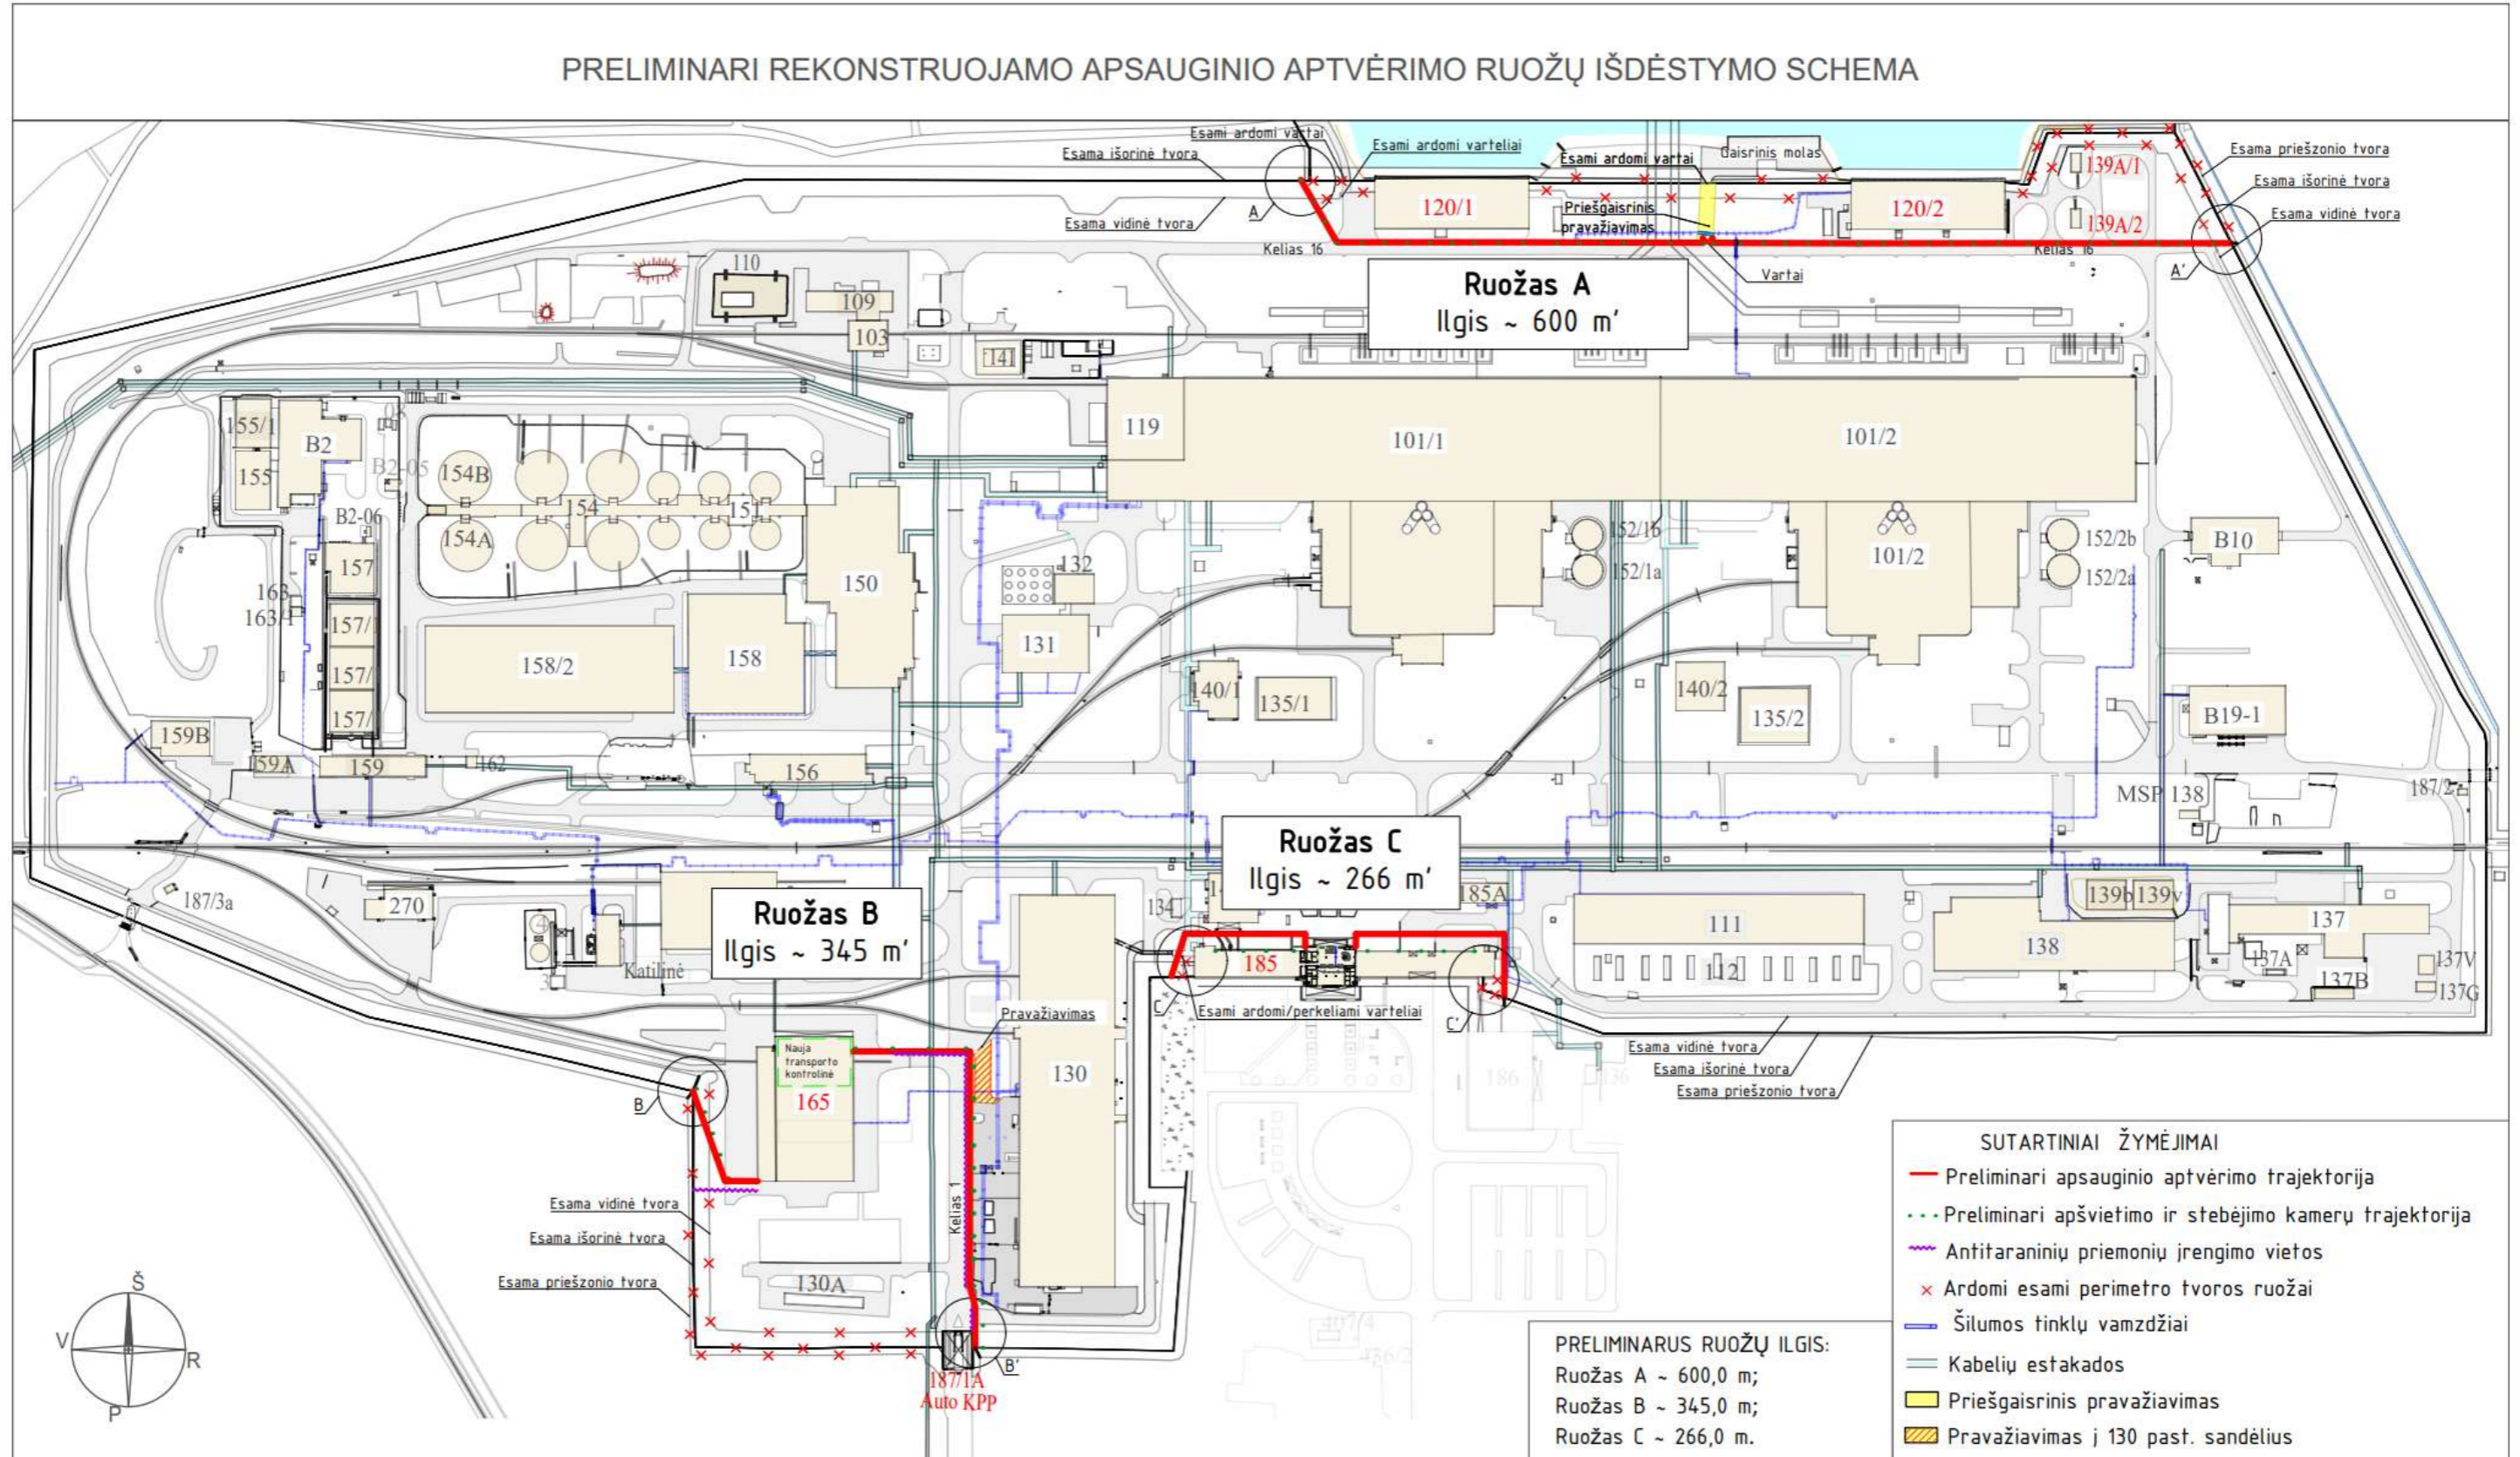 PRELIMINARI REKONSTRUOJAMO APSAUGINIO APTVĖRIMO RUOŽŲ IŠDĖSTYMO SCHEMA
Esami ardomi vartai
Esama išorinė tvora
Esami ardomi varteliai
Esami ardomi vartai
Gaisrinis molas
Esama priešzonio tvora
139A/1
Esama išorinė tvora
A
120/1
Priešgaisrinis
pravažiavimas
120/2
Esama vidinė tvora
Esama vidinė tvora
139A/2
Kelias 16
Kelias 16
Vartai
A'
Ruožas A
Ilgis ~ 600 m'
110
109
103
141
155/1
B2
155
B2-05
B2-06
154B
154
151
154A
119
101/1
101/2
157
163
163/1
157/
157/
157/
150
132
131
158/2
158
152/1b
152/1a
101/2
152/2b
152/2a
B10
140/1
135/1
140/2
135/2
B19-1
159B
159A
159
162
156
MSP 138
187/2
Ruožas C
Ilgis ~ 266 m'
187/3a
270
4
Katilinė
Ruožas B
Ilgis ~ 345 m'
134
185A
185
111
112
139b
139v
138
137
137A
137B
137V
137G
C
Esami ardomi/perkeliami varteliai
C'
Pravažiavimas
130
Nauja
transporto
kontrolinė
165
B
186
136
Esama vidinė tvora
Esama išorinė tvora
Esama priešzonio tvora
Esama vidinė tvora
Esama išorinė tvora
Esama priešzonio tvora
Kelias 1
130A
B'
187/1A
Auto KPP
Š
V
R
P
PRELIMINARUS RUOŽŲ ILGIS:
Ruožas A ~ 600,0 m;
Ruožas B ~ 345,0 m;
Ruožas C ~ 266,0 m.
SUTARTINIAI ŽYMĖJIMAI
Preliminari apsauginio aptvėrimo trajektorija
Preliminari apšvietimo ir stebėjimo kamerų trajektorija
Antitaraninių priemonių įrengimo vietos
Ardomi esami perimetro tvoros ruožai
Šilumos tinklų vamzdžiai
Kabelių estakados
Priešgaisrinis pravažiavimas
Pravažiavimas į 130 past. sandėlius